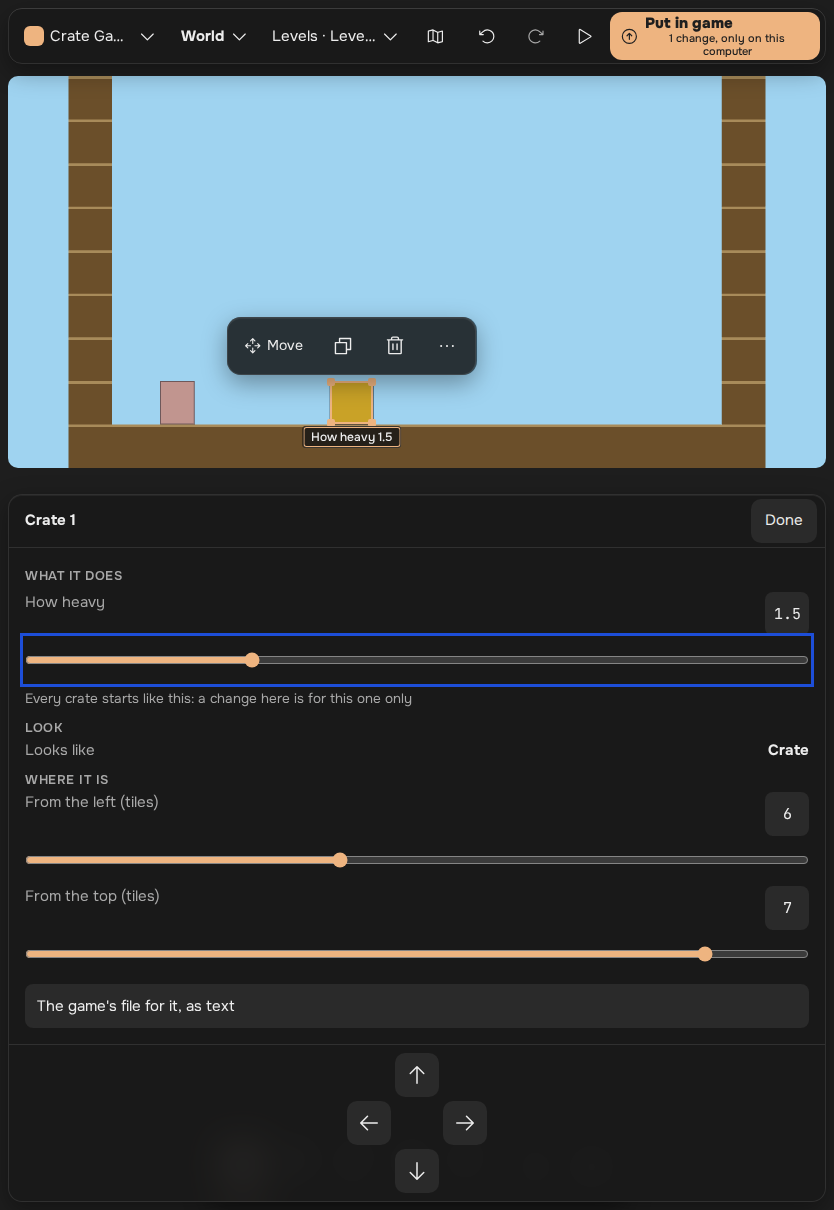 Crate Ga...
World
Levels · Leve...
Put in game
1 change, only on this
computer
Move
How heavy 1.5
Crate 1
Done
WHAT IT DOES
How heavy
1.5
Every crate starts like this: a change here is for this one only
LOOK
Looks like
Crate
WHERE IT IS
From the left (tiles)
6
From the top (tiles)
7
The game's file for it, as text